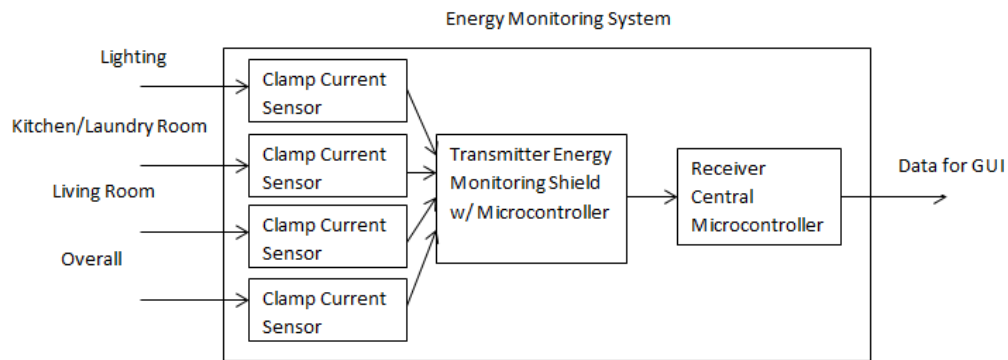 Energy Monitoring System
Lighting
Clamp Current
Sensor
Kitchen/Laundry Room
Clamp Current
Sensor
Living Room
Clamp Current
Sensor
Overall
Clamp Current
Sensor
Transmitter Energy
Monitoring Shield
w/ Microcontroller
Receiver
Central
Microcontroller
Data for GUI